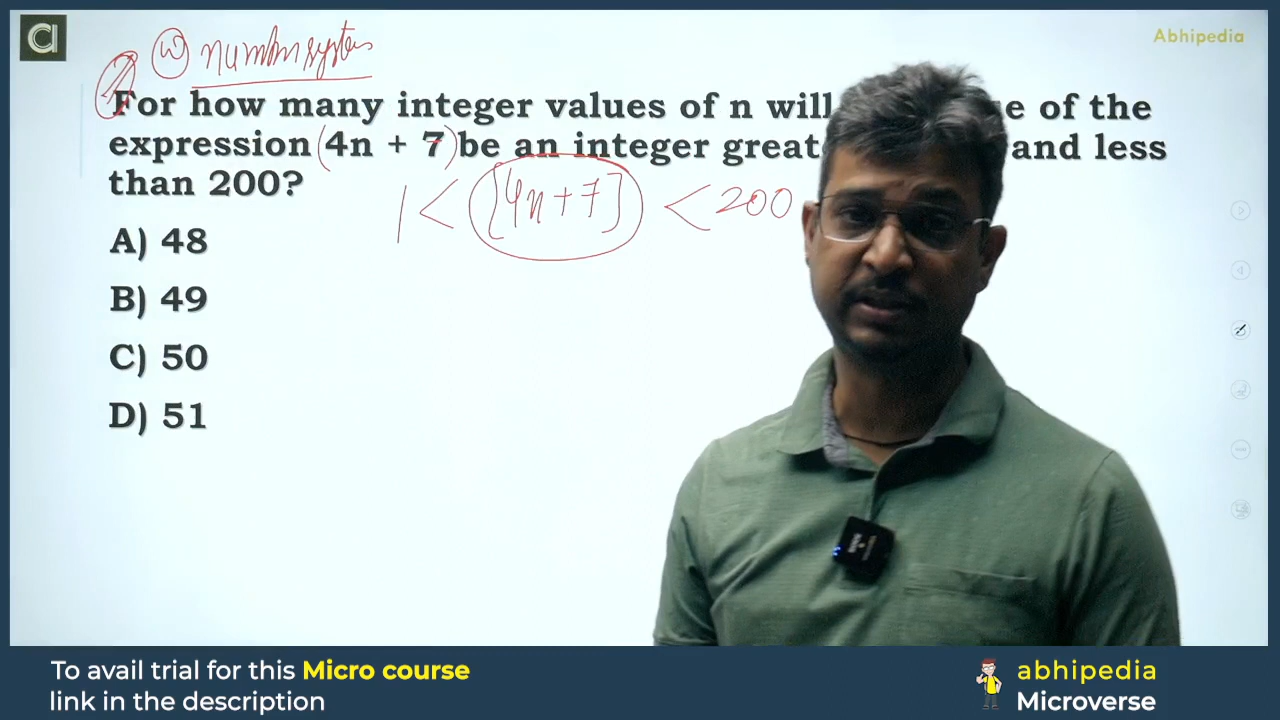 Abhipedia
number system
For how many integer values of n will e of the
expression (4n + 7) be an integer great and less
than 200?
1 < [4n+7] < 200
A) 48
B) 49
C) 50
D) 51
To avail trial for this Micro course
link in the description
abhipedia
Microverse